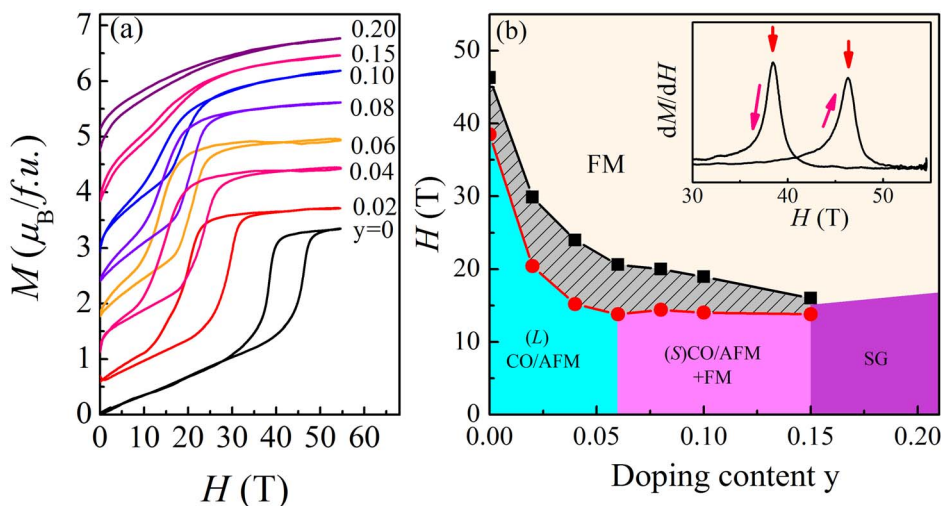 (a)
0.20
0.15
0.10
0.08
0.06
0.04
0.02
y=0
7
6
5
4
3
2
1
0
M (μB/f.u.)
0 10 20 30 40 50 60
H (T)
(b)
50
40
30
20
10
0
H (T)
FM
(L)
CO/AFM
(S)CO/AFM
+FM
SG
0.00 0.05 0.10 0.15 0.20
Doping content y
dM/dH
30 40 50
H (T)